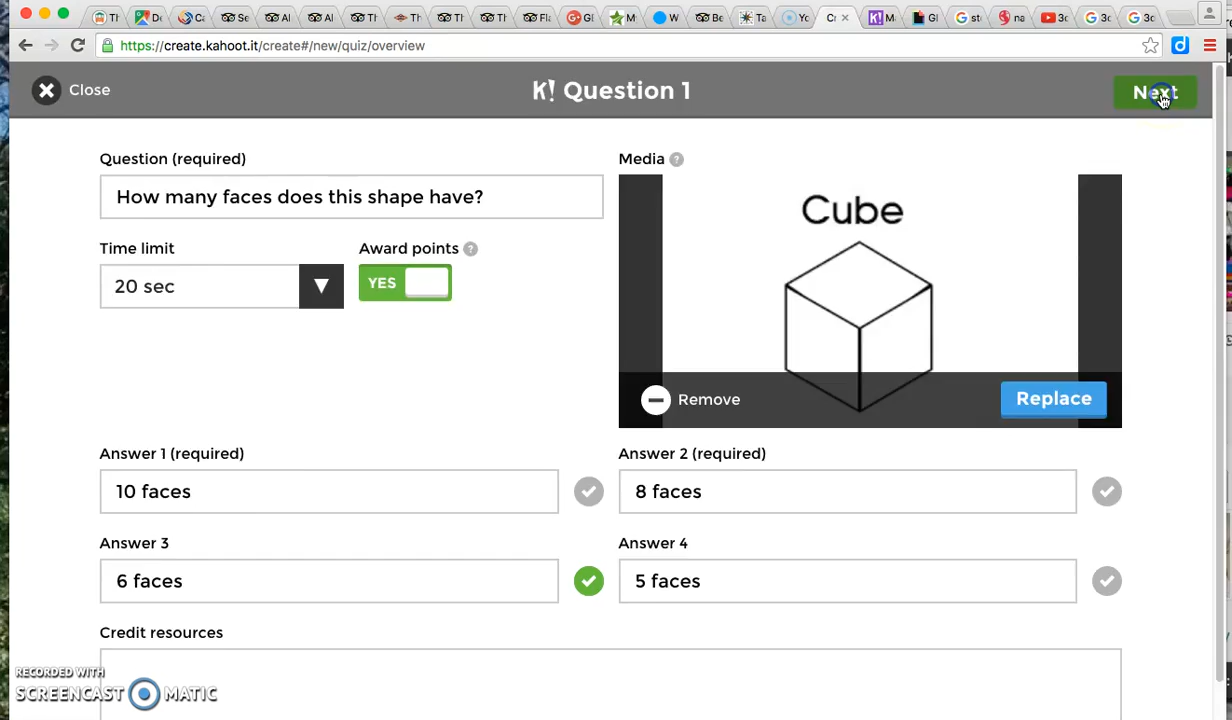 https://create.kahoot.it/create#/new/quiz/overview
Close
K! Question 1
Next
Question (required)
Media ?
How many faces does this shape have?
Cube
Time limit
Award points ?
20 sec
YES
Remove
Replace
Answer 1 (required)
Answer 2 (required)
10 faces
8 faces
Answer 3
Answer 4
6 faces
5 faces
Credit resources
RECORDED WITH
SCREENCAST MATIC